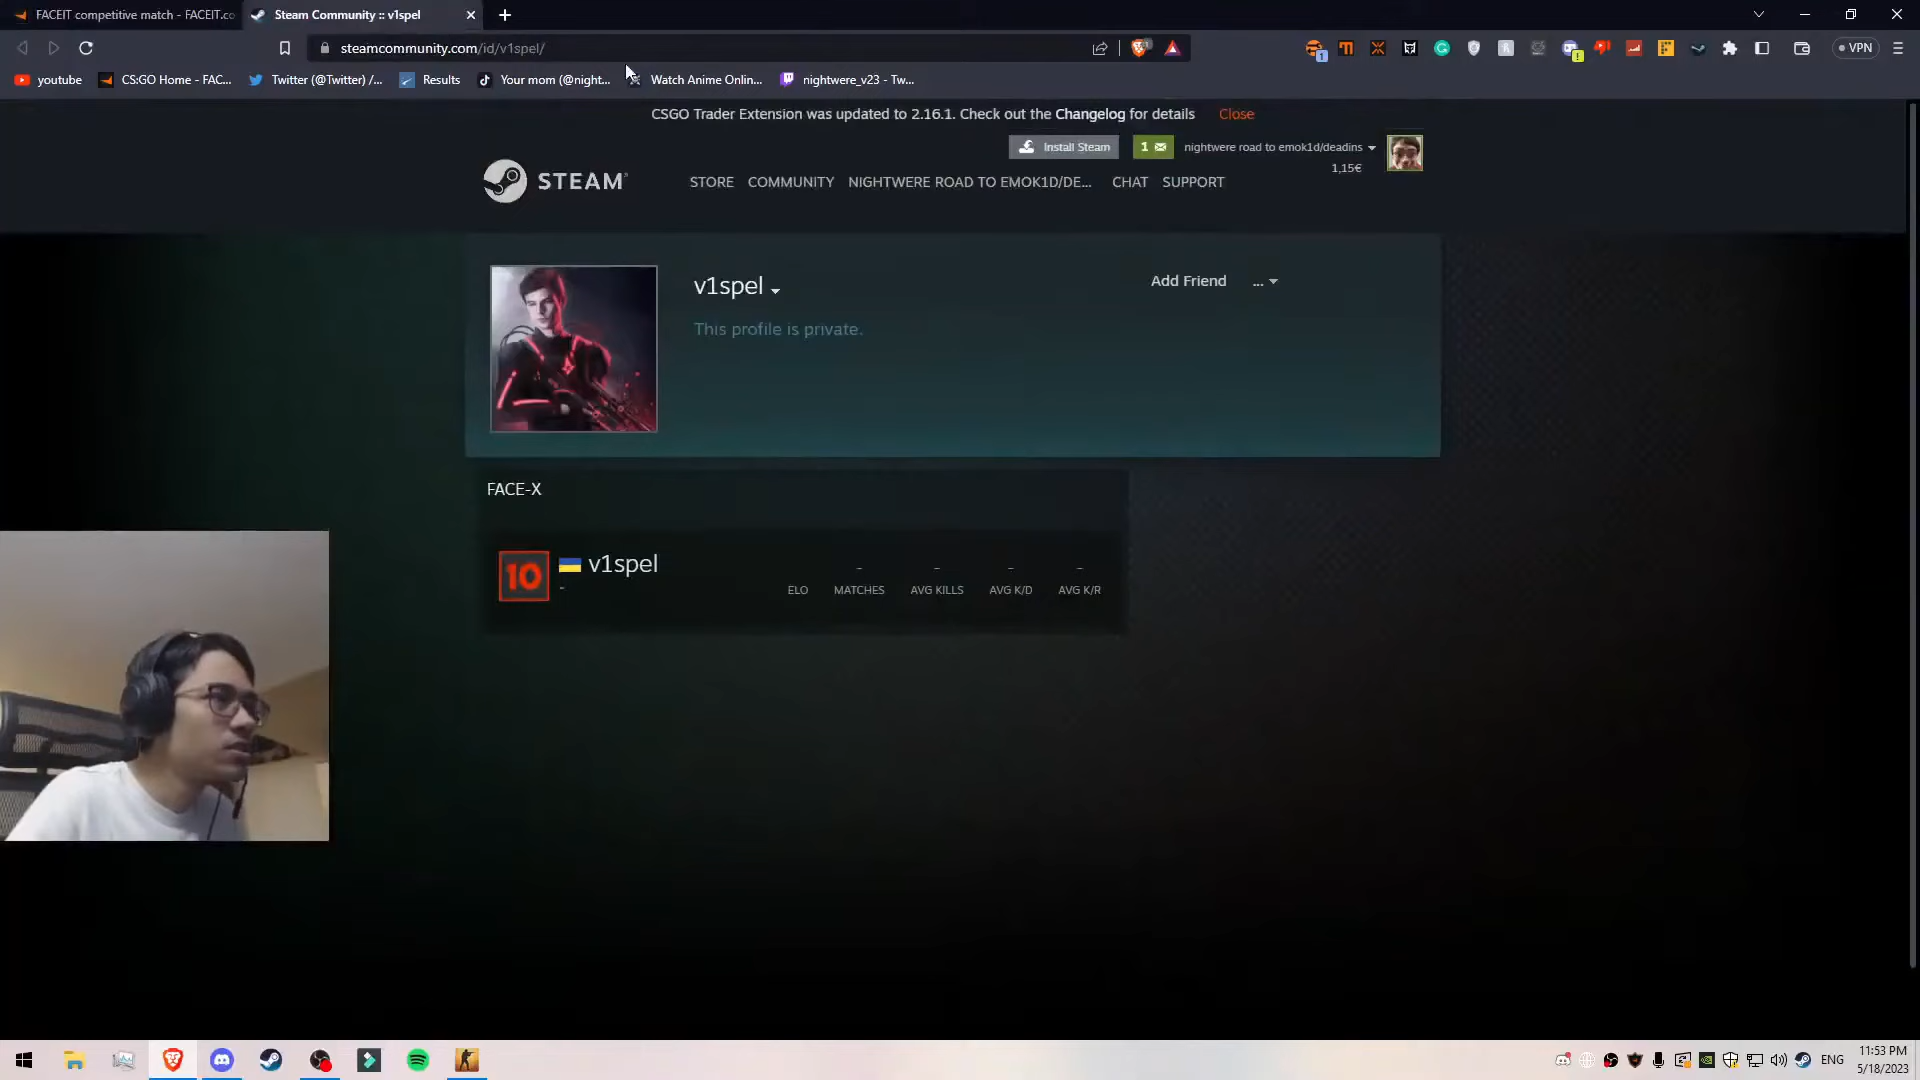 FACEIT competitive match - FACEIT.co
Steam Community :: v1spel
steamcommunity.com/id/v1spel/
VPN
youtube
CS:GO Home - FAC...
Twitter (@Twitter) /...
Results
Your mom (@night...
Watch Anime Onlin...
nightwere_v23 - Tw...
CSGO Trader Extension was updated to 2.16.1. Check out the Changelog for details
Close
Install Steam
1
nightwere road to emok1d/deadins
1,15€
STEAM
STORE
COMMUNITY
NIGHTWERE ROAD TO EMOK1D/DE...
CHAT
SUPPORT
v1spel
Add Friend
...
This profile is private.
FACE-X
10
v1spel
-
-
-
-
-
ELO
MATCHES
AVG KILLS
AVG K/D
AVG K/R
ENG
11:53 PM
5/18/2023